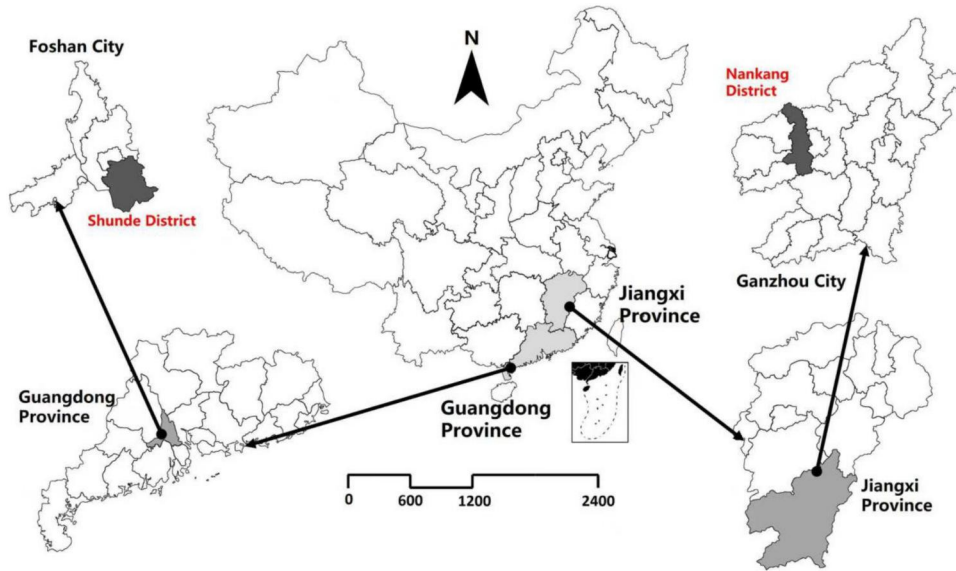 Foshan City
N
Nankang
District
Shunde District
Ganzhou City
Jiangxi
Province
Guangdong
Province
Guangdong
Province
Jiangxi
Province
0 600 1200 2400